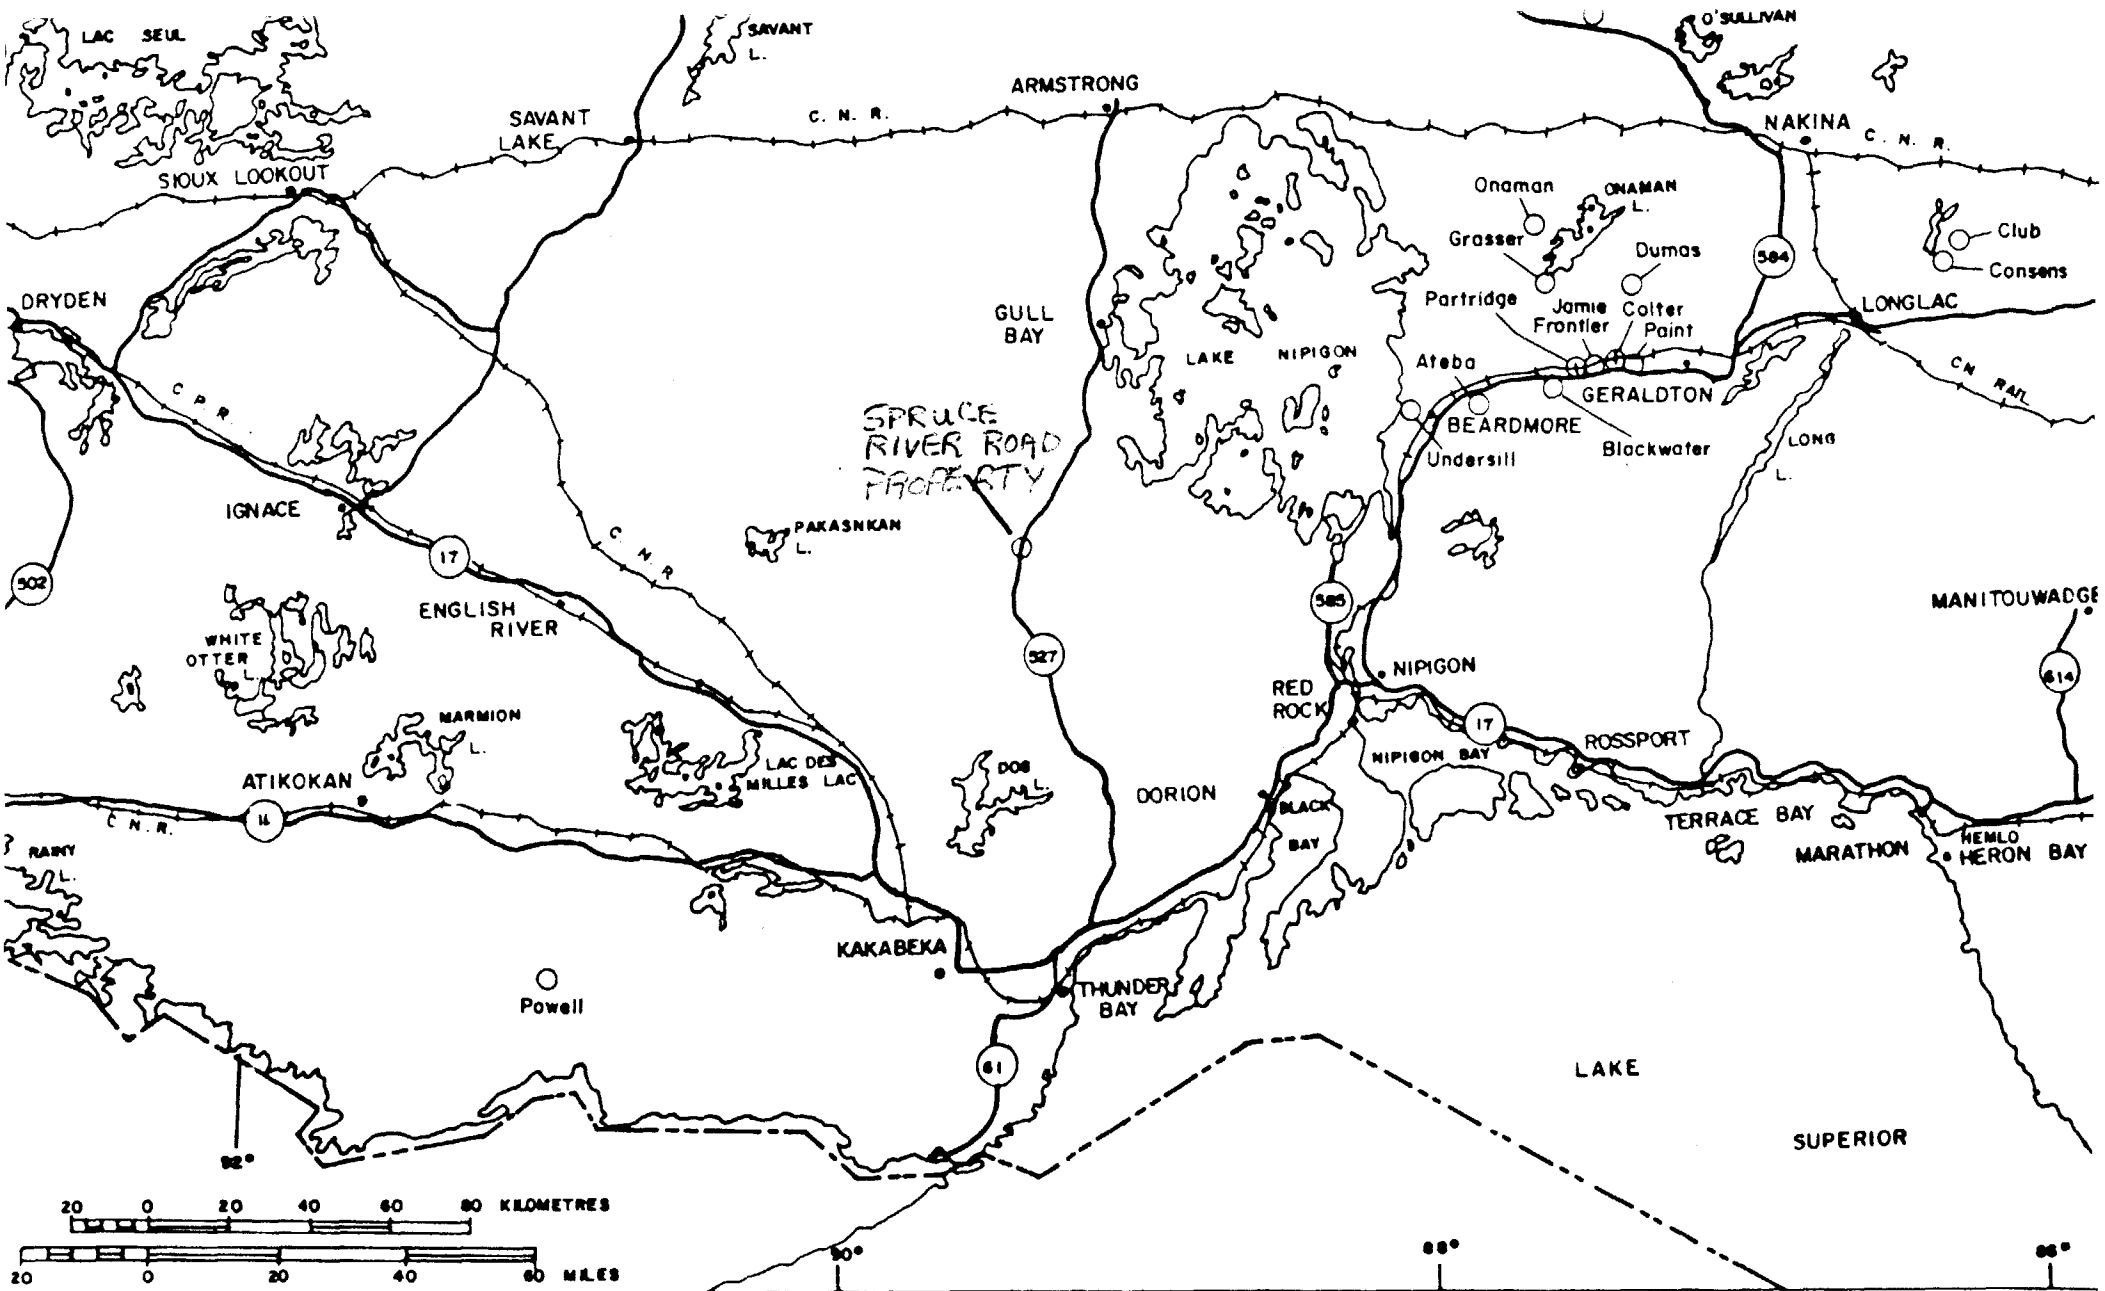 LAC SEUL
SAVANT
L.
O'SULLIVAN
ARMSTRONG
SAVANT
LAKE
C. N. R.
NAKINA
C. N. R.
SIOUX LOOKOUT
Onaman
ONAMAN
L.
Grasser
Dumas
584
Club
Consens
DRYDEN
GULL
BAY
Partridge
Jamie
Frontier
Colter
Paint
LONGLAC
LAKE NIPIGON
Ateba
C. P. R.
GERALDTON
CN RAIL
SPRUCE
RIVER ROAD
PROPERTY
BEARDMORE
Undersill
Blackwater
LONG
L.
IGNACE
PAKASNKAN
L.
C. N. R
17
502
ENGLISH
RIVER
585
MANITOUWADGE
WHITE
OTTER
L.
527
NIPIGON
614
RED
ROCK
MARMION
L.
17
ROSSPORT
NIPIGON BAY
ATIKOKAN
LAC DES
MILLES LAC
DOG
L.
DORION
BLACK
BAY
TERRACE BAY
C. N. R.
RAINY
L.
MARATHON
HEMLO
HERON BAY
KAKABEKA
Powell
THUNDER
BAY
61
LAKE
SUPERIOR
92°
20 0 20 40 60 80 KILOMETRES
20 0 20 40 60 MILES
90°
88°
86°